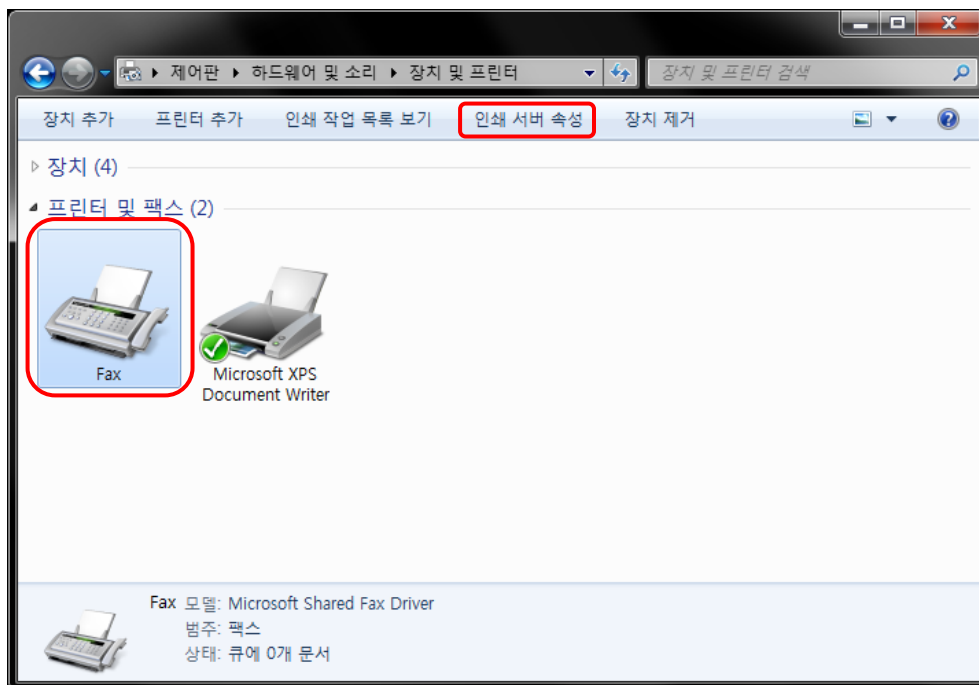 제어판 ▸ 하드웨어 및 소리 ▸ 장치 및 프린터
장치 및 프린터 검색
장치 추가 프린터 추가 인쇄 작업 목록 보기 인쇄 서버 속성 장치 제거
장치 (4)
프린터 및 팩스 (2)
Fax
Microsoft XPS
Document Writer
Fax 모델: Microsoft Shared Fax Driver
범주: 팩스
상태: 큐에 0개 문서